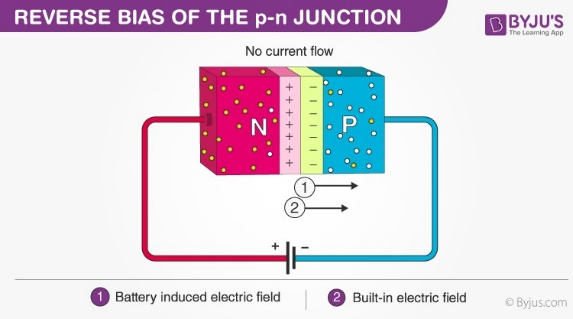 REVERSE BIAS OF THE p-n JUNCTION
BYJU'S
The Learning App
No current flow
N
P
+ −
+ −
+ −
+ −
+ −
+ −
+ −
1
2
+ −
1 Battery induced electric field
2 Built-in electric field
© Byjus.com